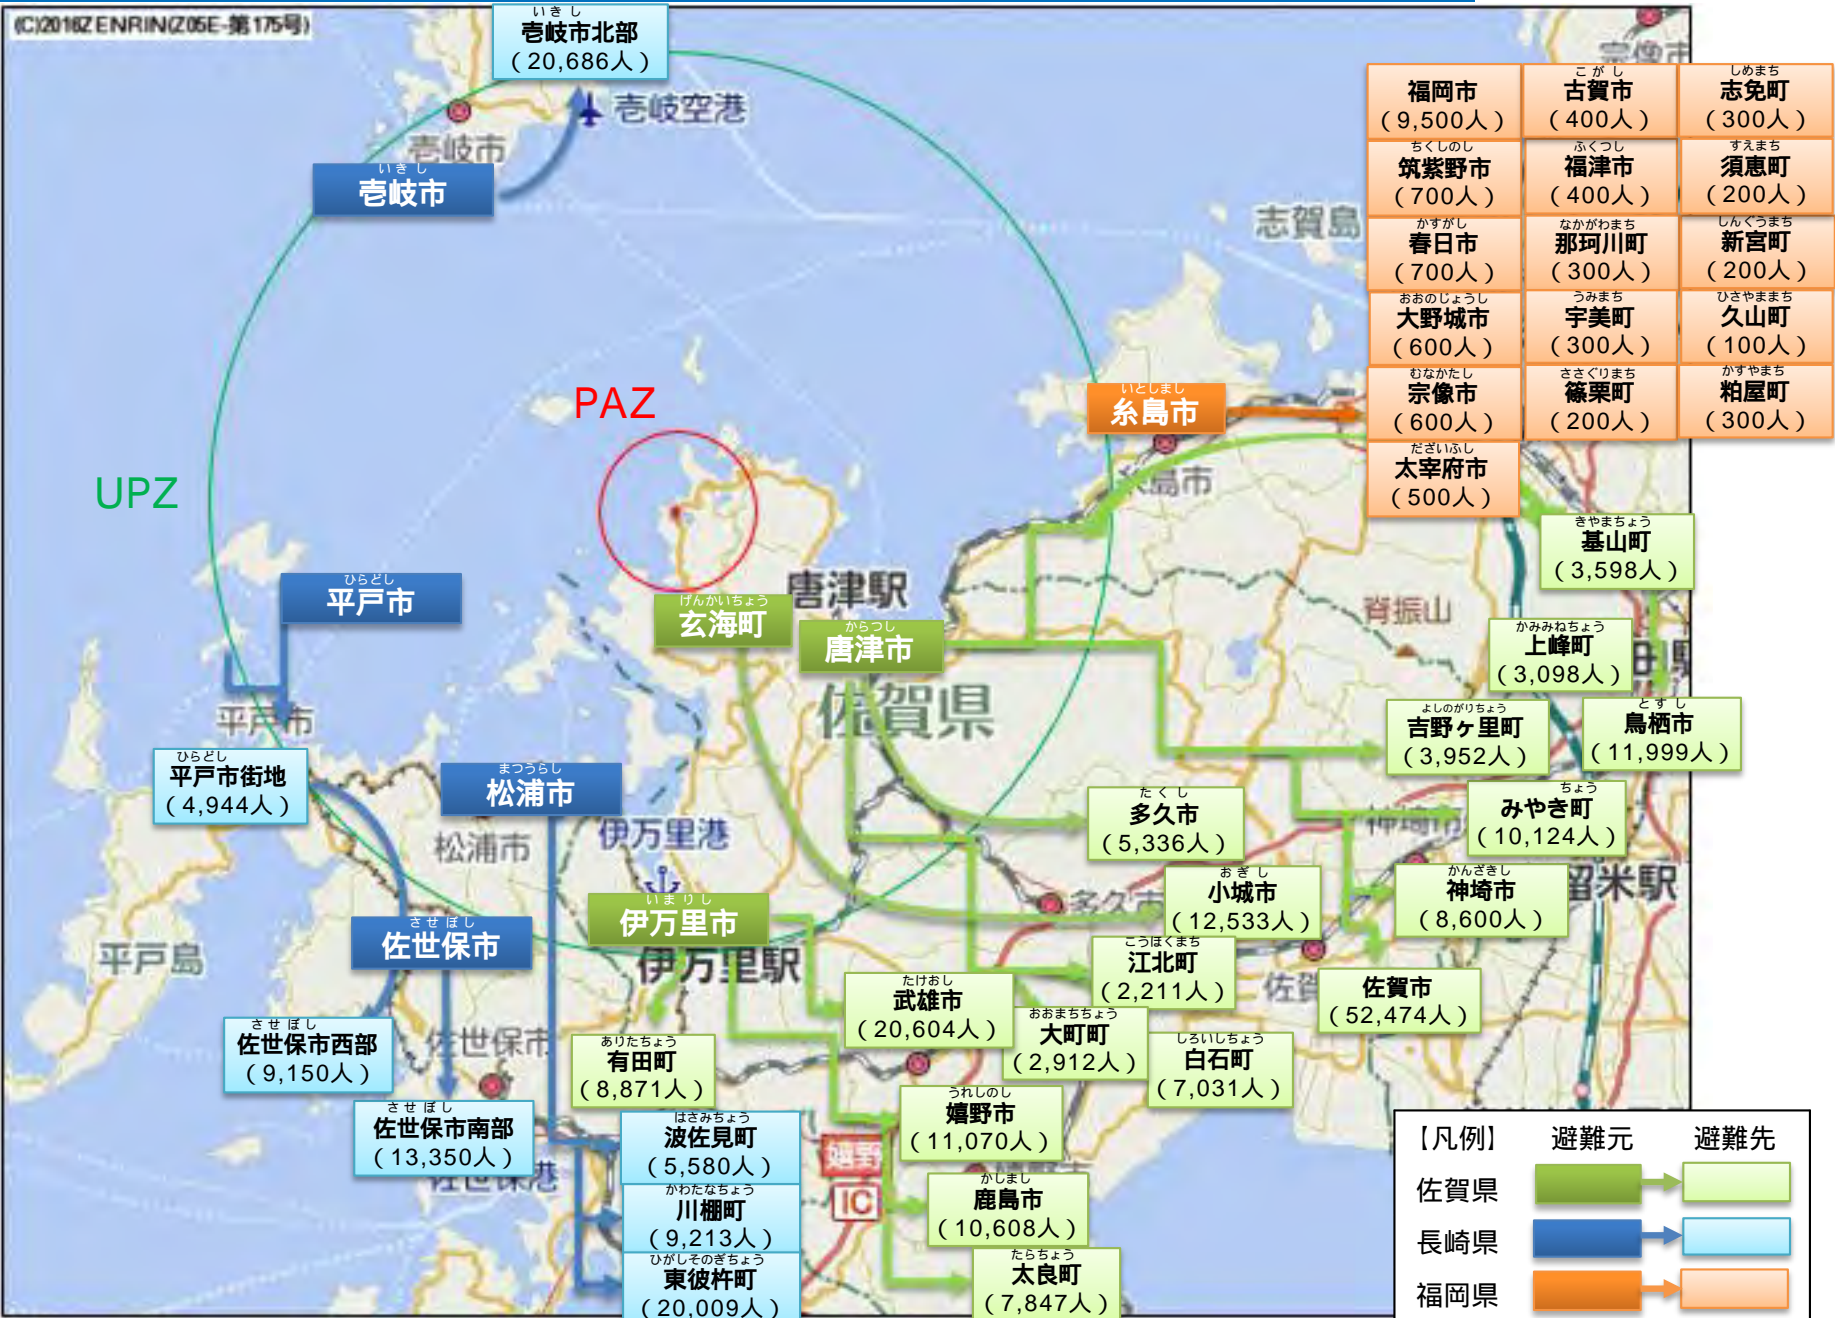 (C)2016ZENRIN(Z05E-第175号)
いきし
壱岐市北部
（20,686人）
壱岐空港
壱岐市
いきし
壱岐市
宗像市
志賀島
福岡市
（9,500人）
こがし
古賀市
（400人）
しめまち
志免町
（300人）
ちくしのし
筑紫野市
（700人）
ふくつし
福津市
（400人）
すえまち
須恵町
（200人）
かすがし
春日市
（700人）
なかがわまち
那珂川町
（300人）
しんぐうまち
新宮町
（200人）
おおのじょうし
大野城市
（600人）
うみまち
宇美町
（300人）
ひさやままち
久山町
（100人）
むなかたし
宗像市
（600人）
ささぐりまち
篠栗町
（200人）
かすやまち
粕屋町
（300人）
だざいふし
太宰府市
（500人）
PAZ
UPZ
いとしまし
糸島市
島市
きやまちょう
基山町
（3,598人）
ひらどし
平戸市
げんかいちょう
玄海町
唐津駅
からつし
唐津市
佐賀県
脊振山
かみみねちょう
上峰町
（3,098人）
よしのがりちょう
吉野ヶ里町
（3,952人）
とすし
鳥栖市
（11,999人）
平戸市
ひらどし
平戸市街地
（4,944人）
まつうらし
松浦市
松浦市
伊万里港
たくし
多久市
（5,336人）
ちょう
みやき町
（10,124人）
神埼市
おぎし
小城市
（12,533人）
多久市
かんざきし
神埼市
（8,600人）
留米駅
いまりし
伊万里市
伊万里駅
させぼし
佐世保市
平戸島
こうほくまち
江北町
（2,211人）
佐賀
佐賀市
（52,474人）
たけおし
武雄市
（20,604人）
おおまちちょう
大町町
（2,912人）
しろいしちょう
白石町
（7,031人）
させぼし
佐世保市西部
（9,150人）
佐世保市
ありたちょう
有田町
（8,871人）
させぼし
佐世保市南部
（13,350人）
佐世保港
うれしのし
嬉野市
（11,070人）
はさみちょう
波佐見町
（5,580人）
嬉野
IC
かわたなちょう
川棚町
（9,213人）
かしまし
鹿島市
（10,608人）
ひがしそのぎちょう
東彼杵町
（20,009人）
たらちょう
太良町
（7,847人）
【凡例】 避難元 避難先
佐賀県
長崎県
福岡県